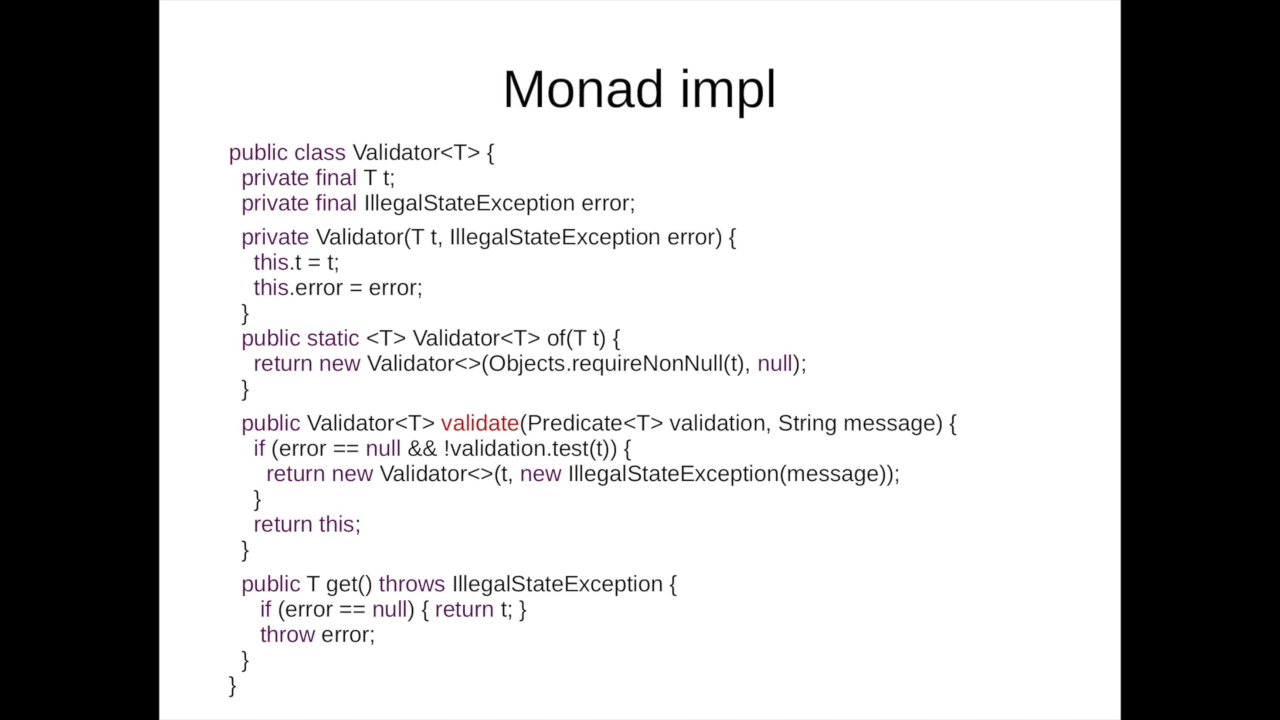 Monad impl
public class Validator<T> {
private final T t;
private final IllegalStateException error;
private Validator(T t, IllegalStateException error) {
this.t = t;
this.error = error;
}
public static <T> Validator<T> of(T t) {
return new Validator<>(Objects.requireNonNull(t), null);
}
public Validator<T> validate(Predicate<T> validation, String message) {
if (error == null && !validation.test(t)) {
return new Validator<>(t, new IllegalStateException(message));
}
return this;
}
public T get() throws IllegalStateException {
if (error == null) { return t; }
throw error;
}
}